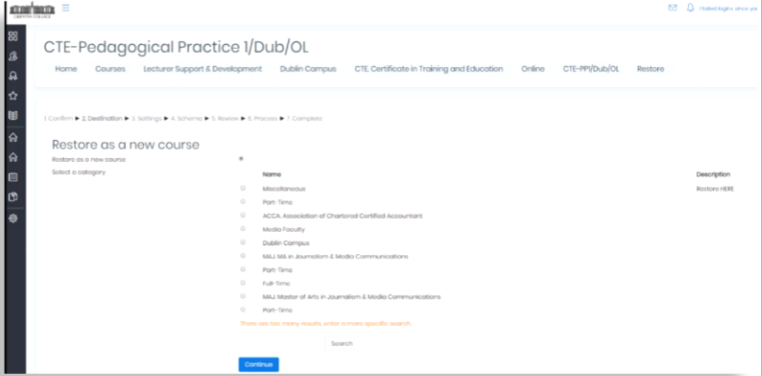 GRIFFITH COLLEGE
CTE-Pedagogical Practice 1/Dub/OL
Home Courses Lecturer Support & Development Dublin Campus CTE. Certificate in Training and Education Online CTE-PP1/Dub/OL Restore
1. Confirm ► 2. Destination ► 3. Settings ► 4. Schema ► 5. Review ► 6. Process ► 7. Complete
Restore as a new course
Restore as a new course
Select a category
Name Description
Miscellaneous Restore HERE
Part-Time
ACCA. Association of Chartered Certified Accountant
Media Faculty
Dublin Campus
MAJ: MA in Journalism & Media Communications
Part-Time
Full-Time
MAJ: Master of Arts in Journalism & Media Communications
Part-Time
There are too many results, enter a more specific search.
Search
Continue